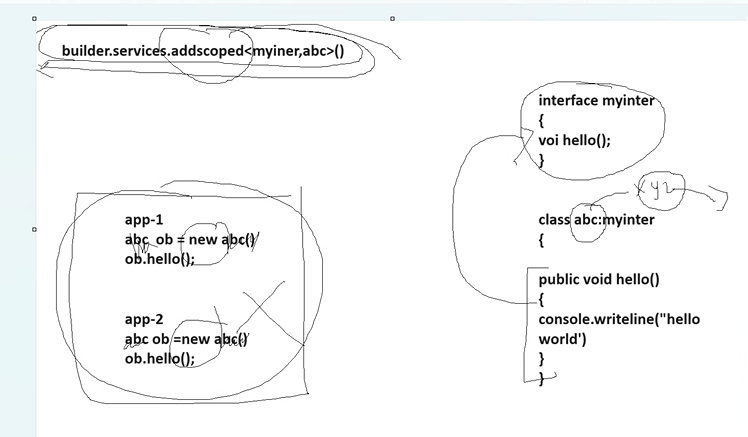 builder.services.addscoped<myiner,abc>()
interface myinter
{
voi hello();
}
xyz
class abc:myinter
{
public void hello()
{
console.writeline("hello
world')
}
}
app-1
abc ob = new abc()
ob.hello();
app-2
abc ob =new abc()
ob.hello();